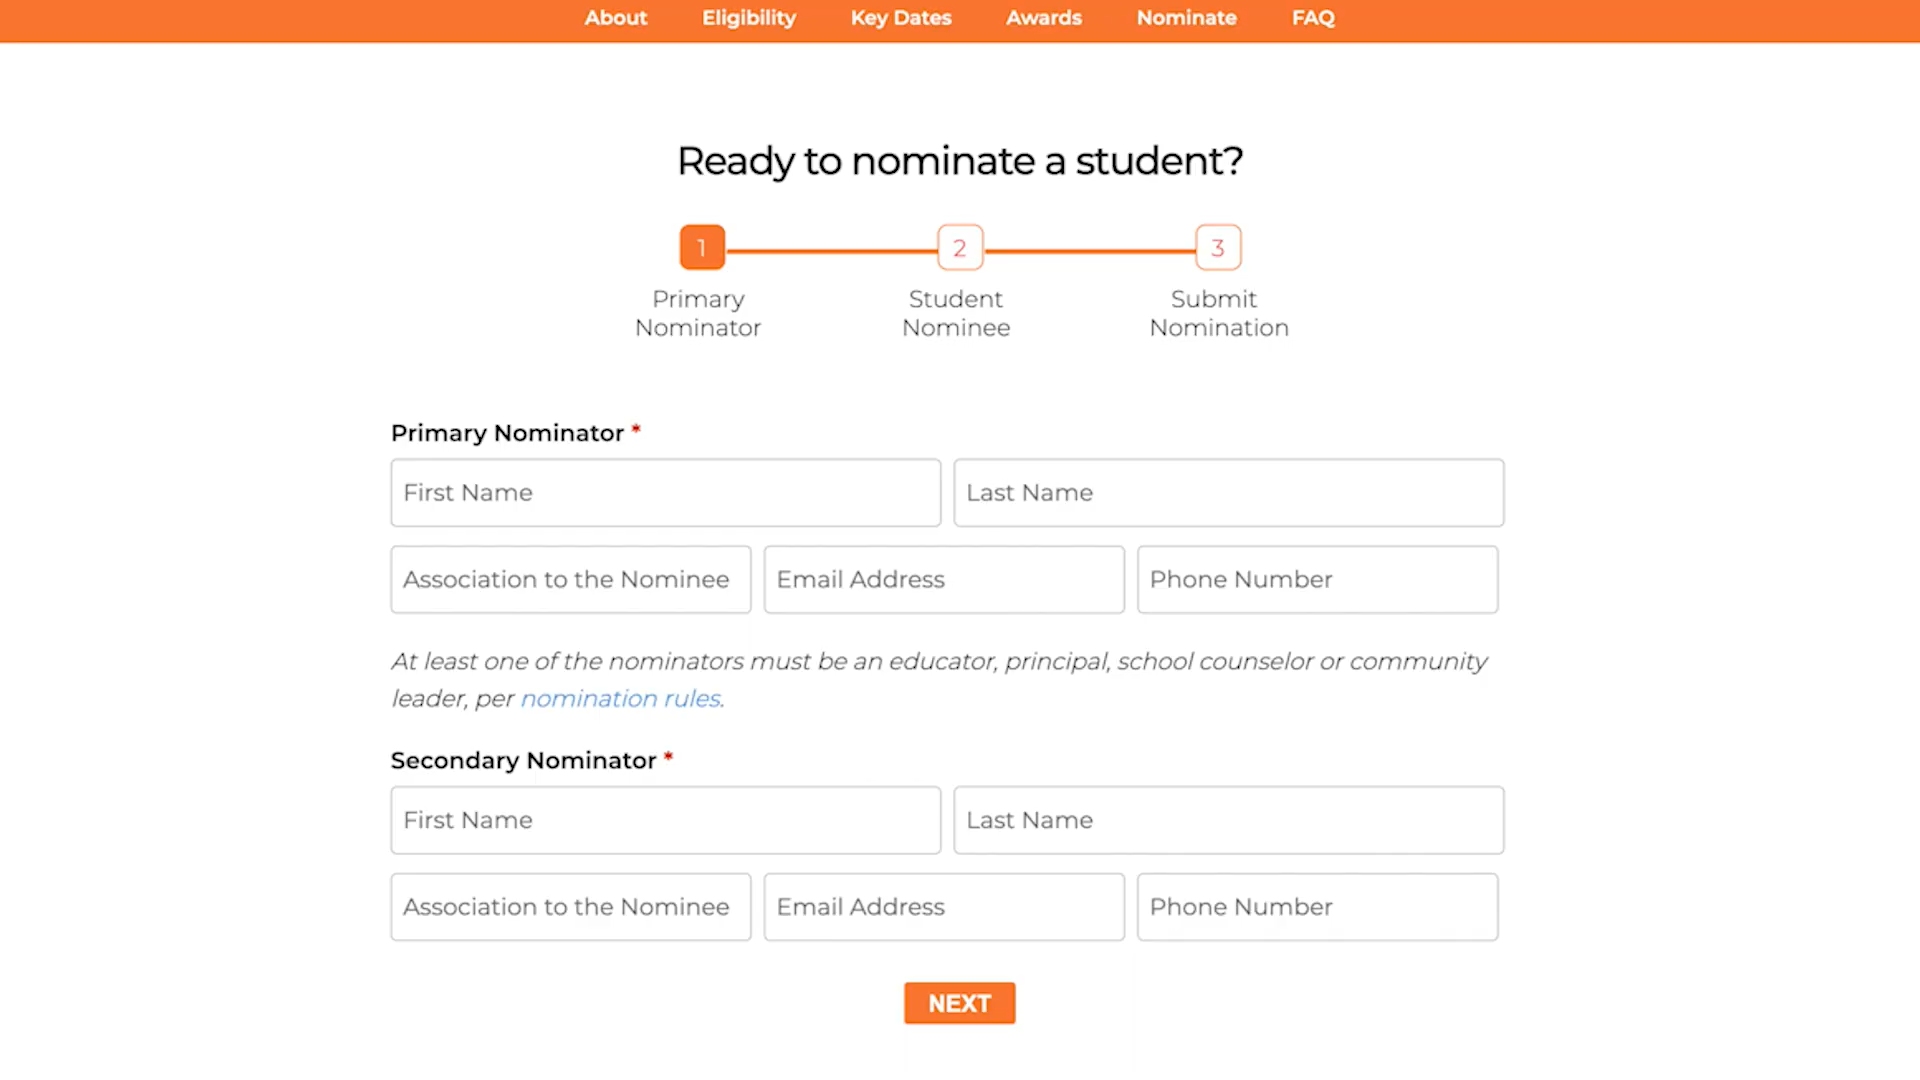 About Eligibility Key Dates Awards Nominate FAQ
Ready to nominate a student?
1 2 3
Primary Nominator
Student Nominee
Submit Nomination
Primary Nominator *
First Name Last Name
Association to the Nominee Email Address Phone Number
At least one of the nominators must be an educator, principal, school counselor or community
leader, per nomination rules.
Secondary Nominator *
First Name Last Name
Association to the Nominee Email Address Phone Number
NEXT